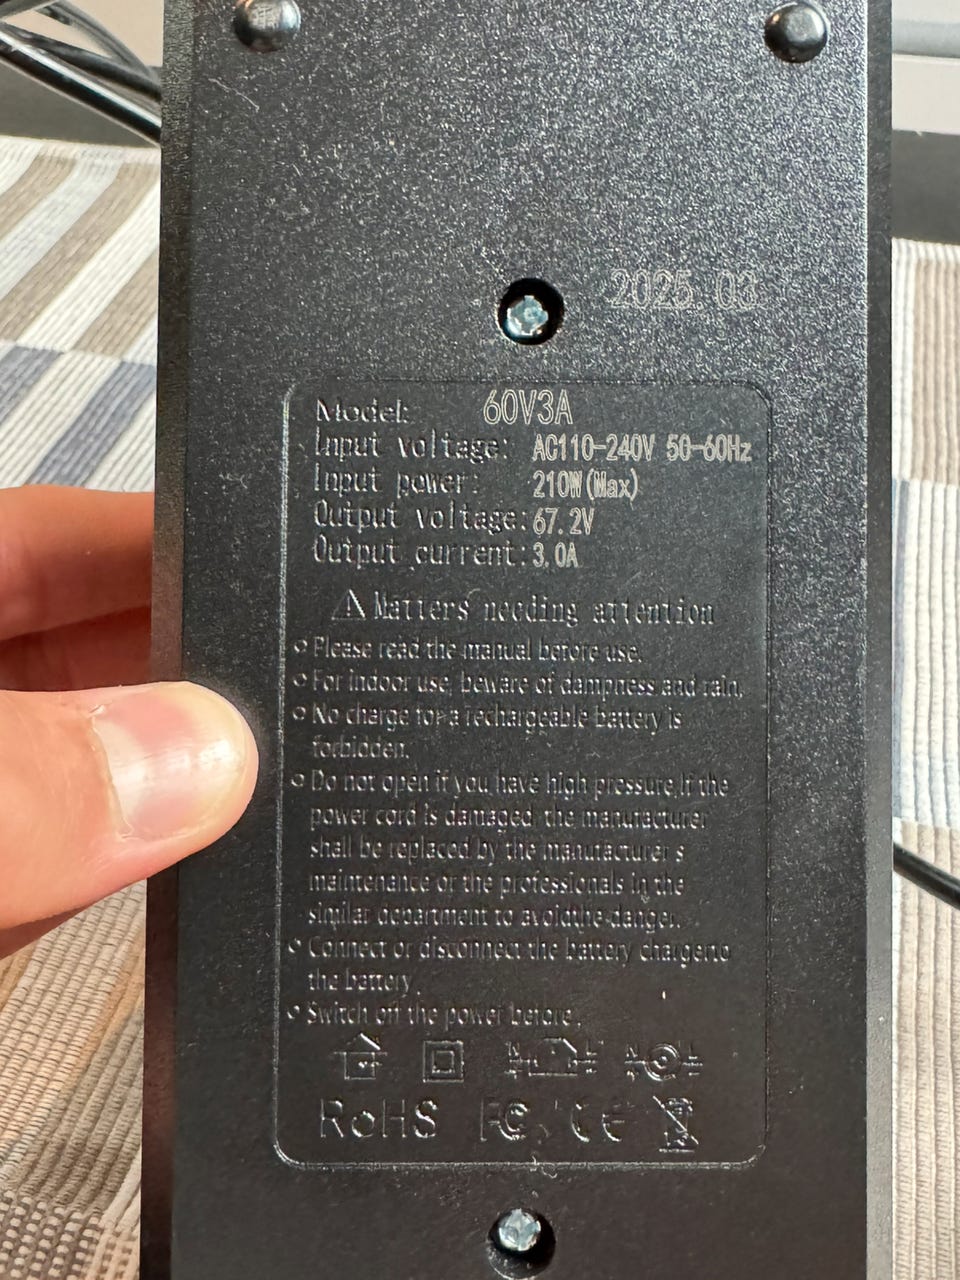 2025.03
Model: 60V3A
Input voltage: AC110-240V 50-60Hz
Input power: 210W(Max)
Output voltage: 67.2V
Output current: 3.0A
⚠ Matters needing attention
Please read the manual before use.
For indoor use, beware of dampness and rain.
No charge for a rechargeable battery is
forbidden.
Do not open if you have high pressure,If the
power cord is damaged, the manufacturer
shall be replaced by the manufacturer's
maintenance or the professionals in the
similar department to avoidthe danger.
Connect or disconnect the battery chargerto
the battery.
Switch off the power before.
RoHS FC CE